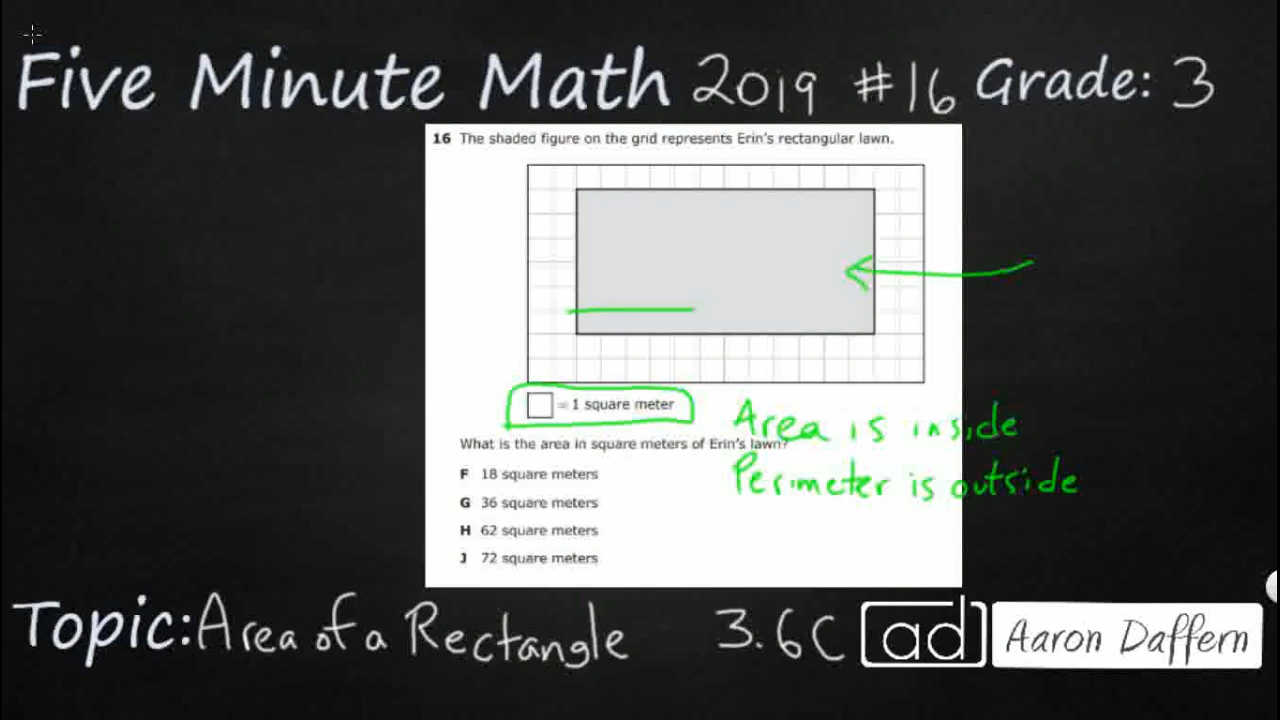 Five Minute Math 2019 #16 Grade: 3
16 The shaded figure on the grid represents Erin's rectangular lawn.
= 1 square meter
Area is inside
What is the area in square meters of Erin's lawn?
Perimeter is outside
F 18 square meters
G 36 square meters
H 62 square meters
J 72 square meters
Topic: Area of a Rectangle 3.6C ad Aaron Daffern